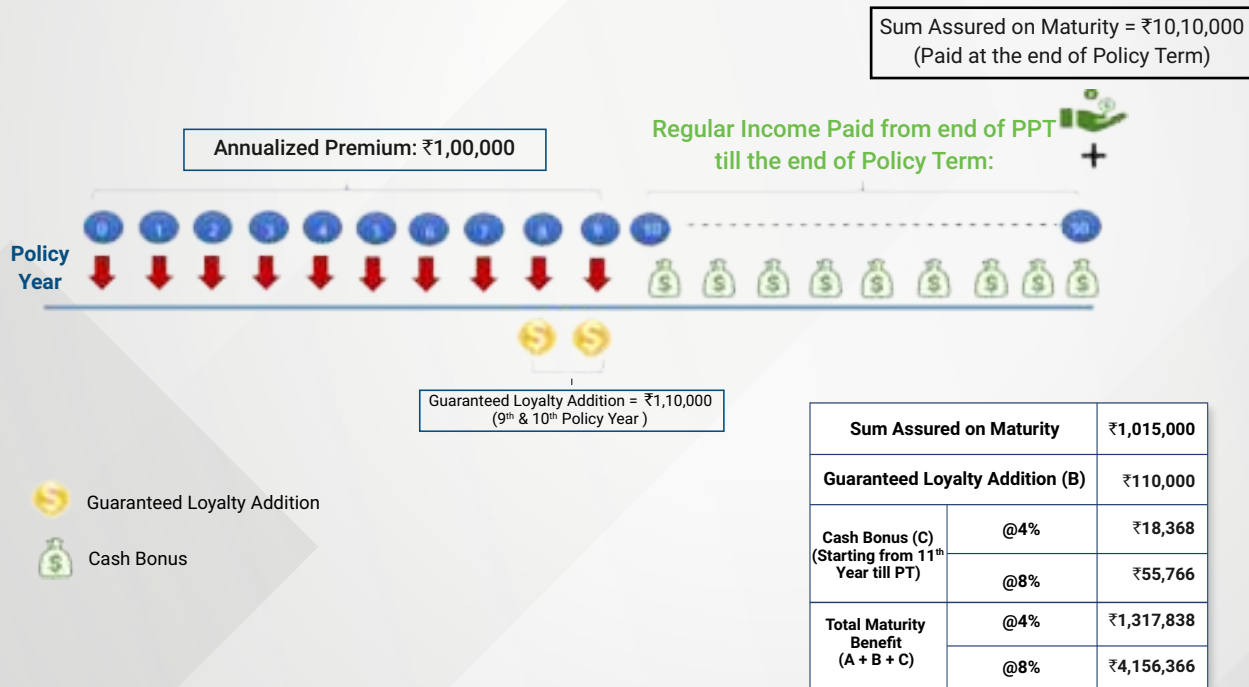 Sum Assured on Maturity = ₹10,10,000
(Paid at the end of Policy Term)
Annualized Premium: ₹1,00,000
Regular Income Paid from end of PPT
till the end of Policy Term:
+
0 1 2 3 4 5 6 7 8 9 10
Policy
Year
Guaranteed Loyalty Addition = ₹1,10,000
(9th & 10th Policy Year )
Guaranteed Loyalty Addition
Cash Bonus
Sum Assured on Maturity ₹1,015,000
Guaranteed Loyalty Addition (B) ₹110,000
Cash Bonus (C)
(Starting from 11th
Year till PT)
@4% ₹18,368
@8% ₹55,766
Total Maturity
Benefit
(A + B + C)
@4% ₹1,317,838
@8% ₹4,156,366